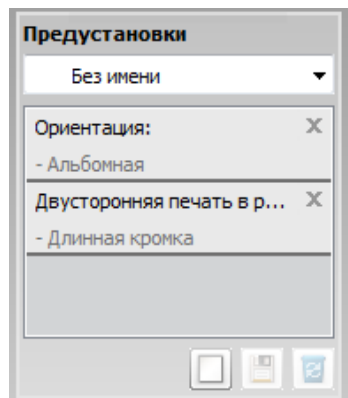 Предустановки
Без имени
Ориентация:
- Альбомная
Двусторонняя печать в р...
- Длинная кромка